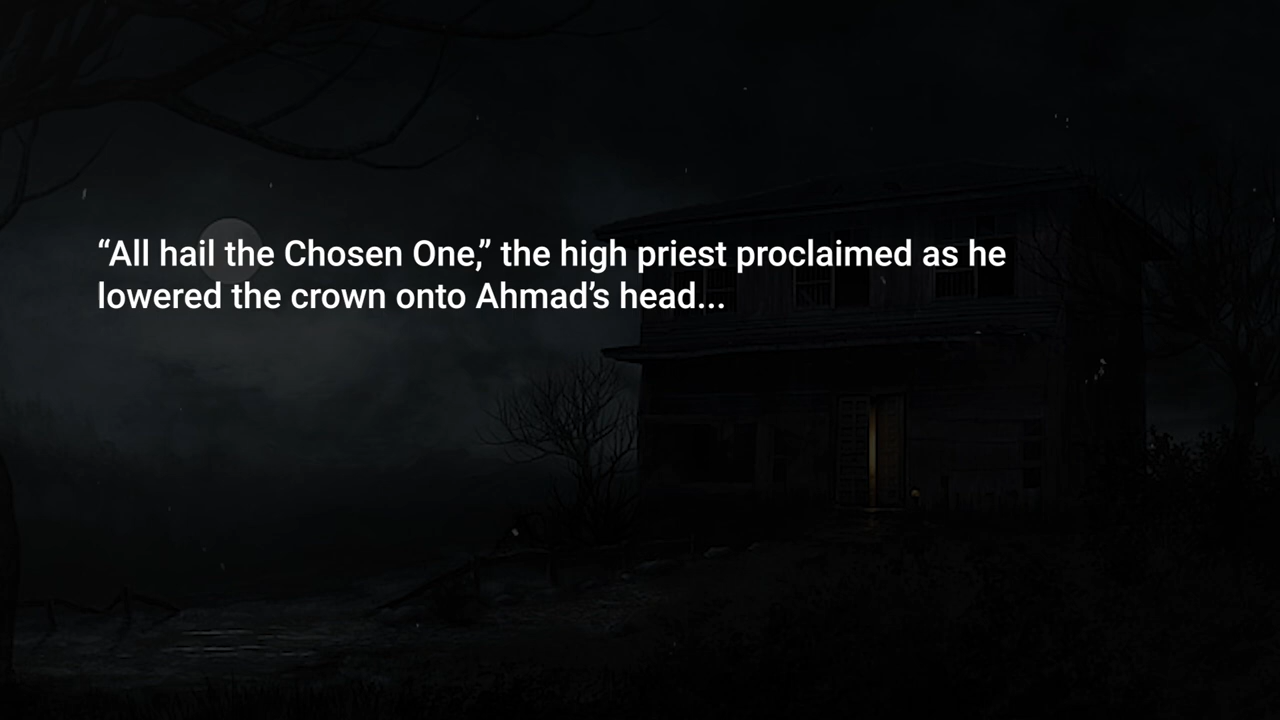 “All hail the Chosen One,” the high priest proclaimed as he
lowered the crown onto Ahmad’s head...